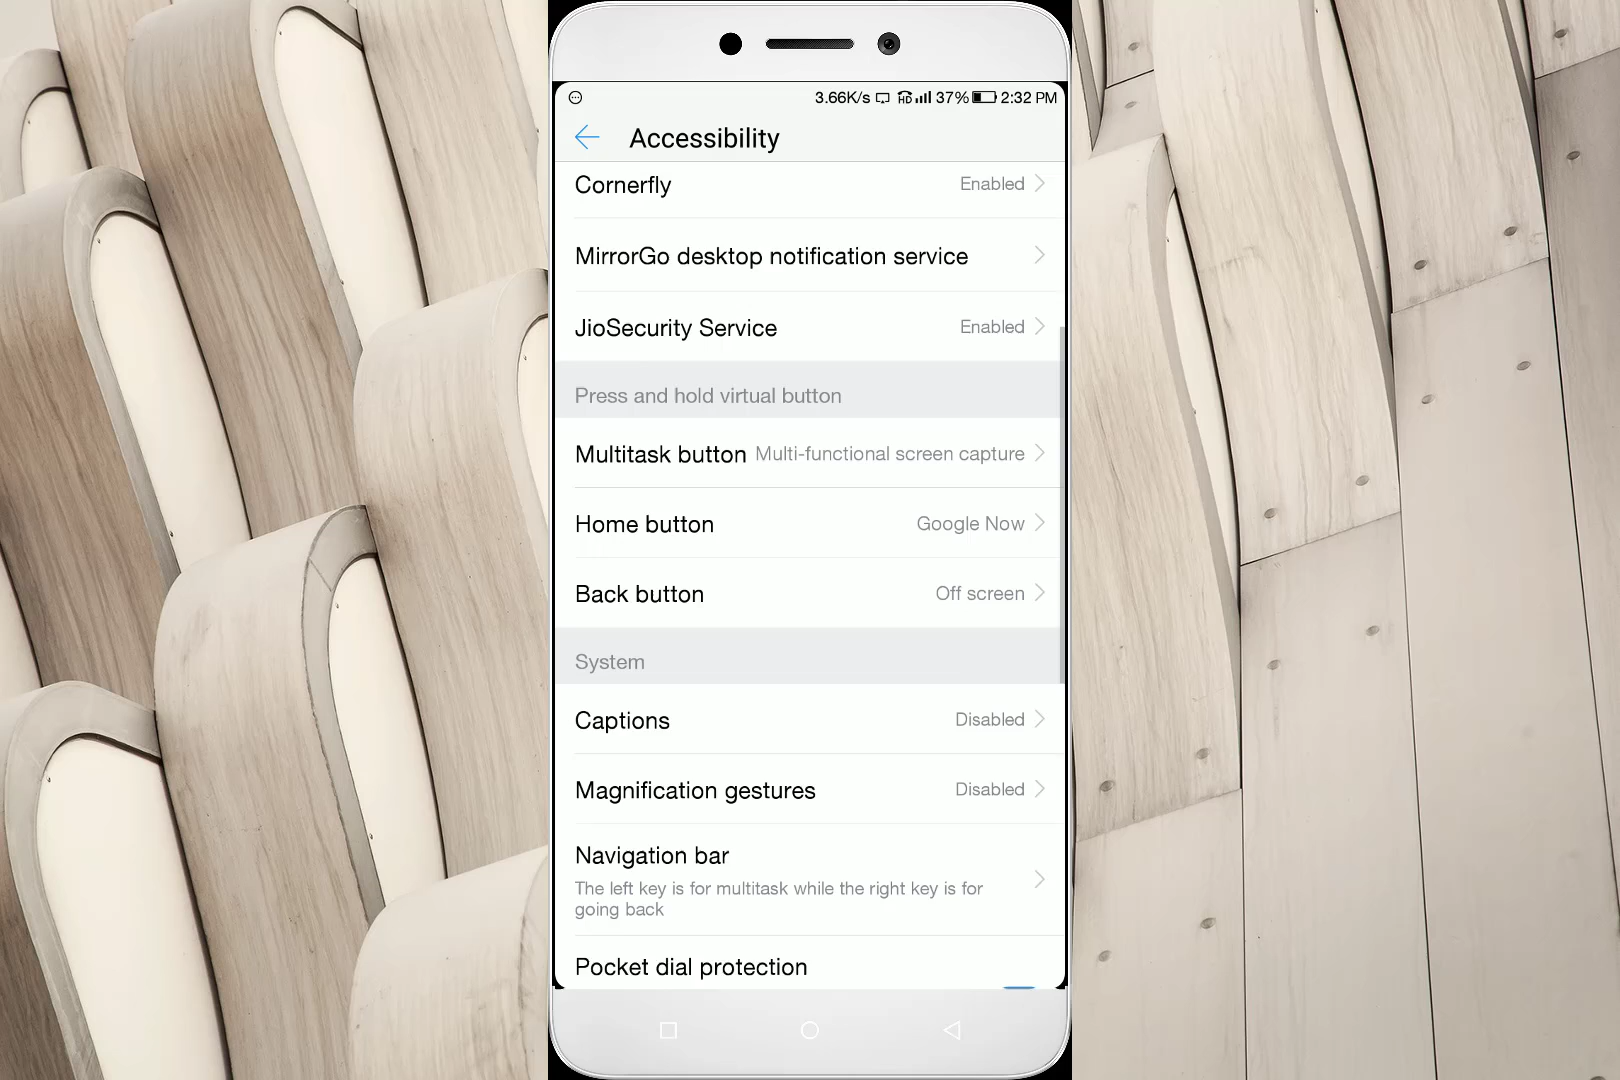 3.66K/s HD 37% 2:32 PM
Accessibility
Cornerfly Enabled
MirrorGo desktop notification service
JioSecurity Service Enabled
Press and hold virtual button
Multitask button Multi-functional screen capture
Home button Google Now
Back button Off screen
System
Captions Disabled
Magnification gestures Disabled
Navigation bar
The left key is for multitask while the right key is for
going back
Pocket dial protection